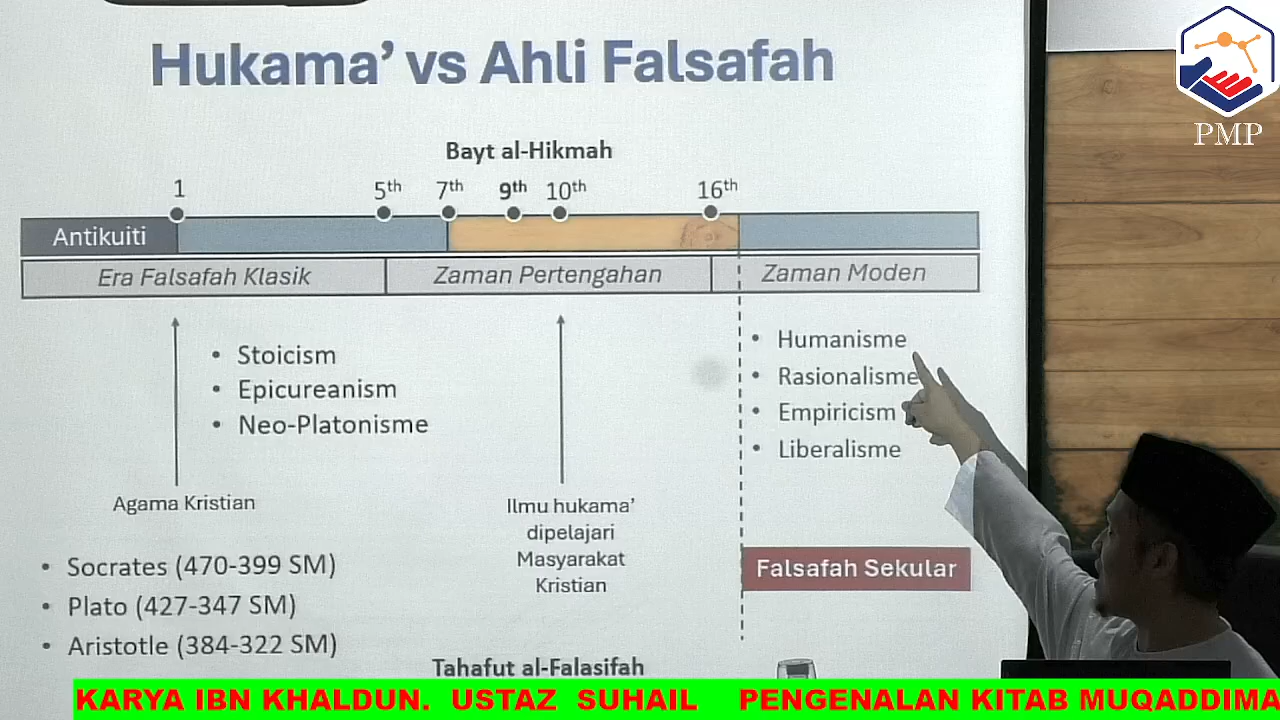 Hukama' vs Ahli Falsafah
PMP
Bayt al-Hikmah
1 5th 7th 9th 10th 16th
Antikuiti
Era Falsafah Klasik Zaman Pertengahan Zaman Moden
• Stoicism
• Epicureanism
• Neo-Platonisme
• Humanisme
• Rasionalisme
• Empiricism
• Liberalisme
Agama Kristian
Ilmu hukama'
dipelajari
Masyarakat
Kristian
Falsafah Sekular
• Socrates (470-399 SM)
• Plato (427-347 SM)
• Aristotle (384-322 SM)
Tahafut al-Falasifah
KARYA IBN KHALDUN. USTAZ SUHAIL PENGENALAN KITAB MUQADDIMA